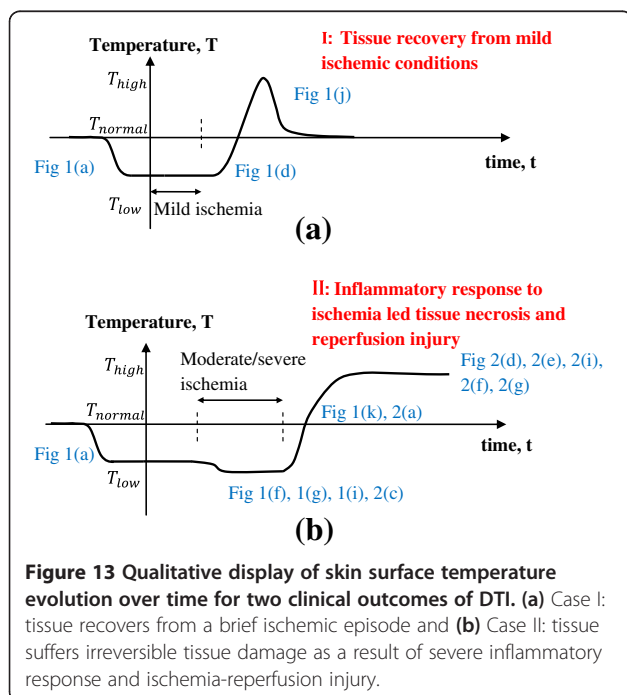 Temperature, T
I: Tissue recovery from mild
ischemic conditions
T_high
Fig 1(j)
T_normal
Fig 1(a)
Fig 1(d)
time, t
T_low
Mild ischemia
(a)
II: Inflammatory response to
ischemia led tissue necrosis and
reperfusion injury
Temperature, T
Moderate/severe
ischemia
T_high
Fig 2(d), 2(e), 2(i),
2(f), 2(g)
T_normal
Fig 1(k), 2(a)
Fig 1(a)
time, t
T_low
Fig 1(f), 1(g), 1(i), 2(c)
(b)
Figure 13 Qualitative display of skin surface temperature
evolution over time for two clinical outcomes of DTI. (a) Case I:
tissue recovers from a brief ischemic episode and (b) Case II: tissue
suffers irreversible tissue damage as a result of severe inflammatory
response and ischemia-reperfusion injury.